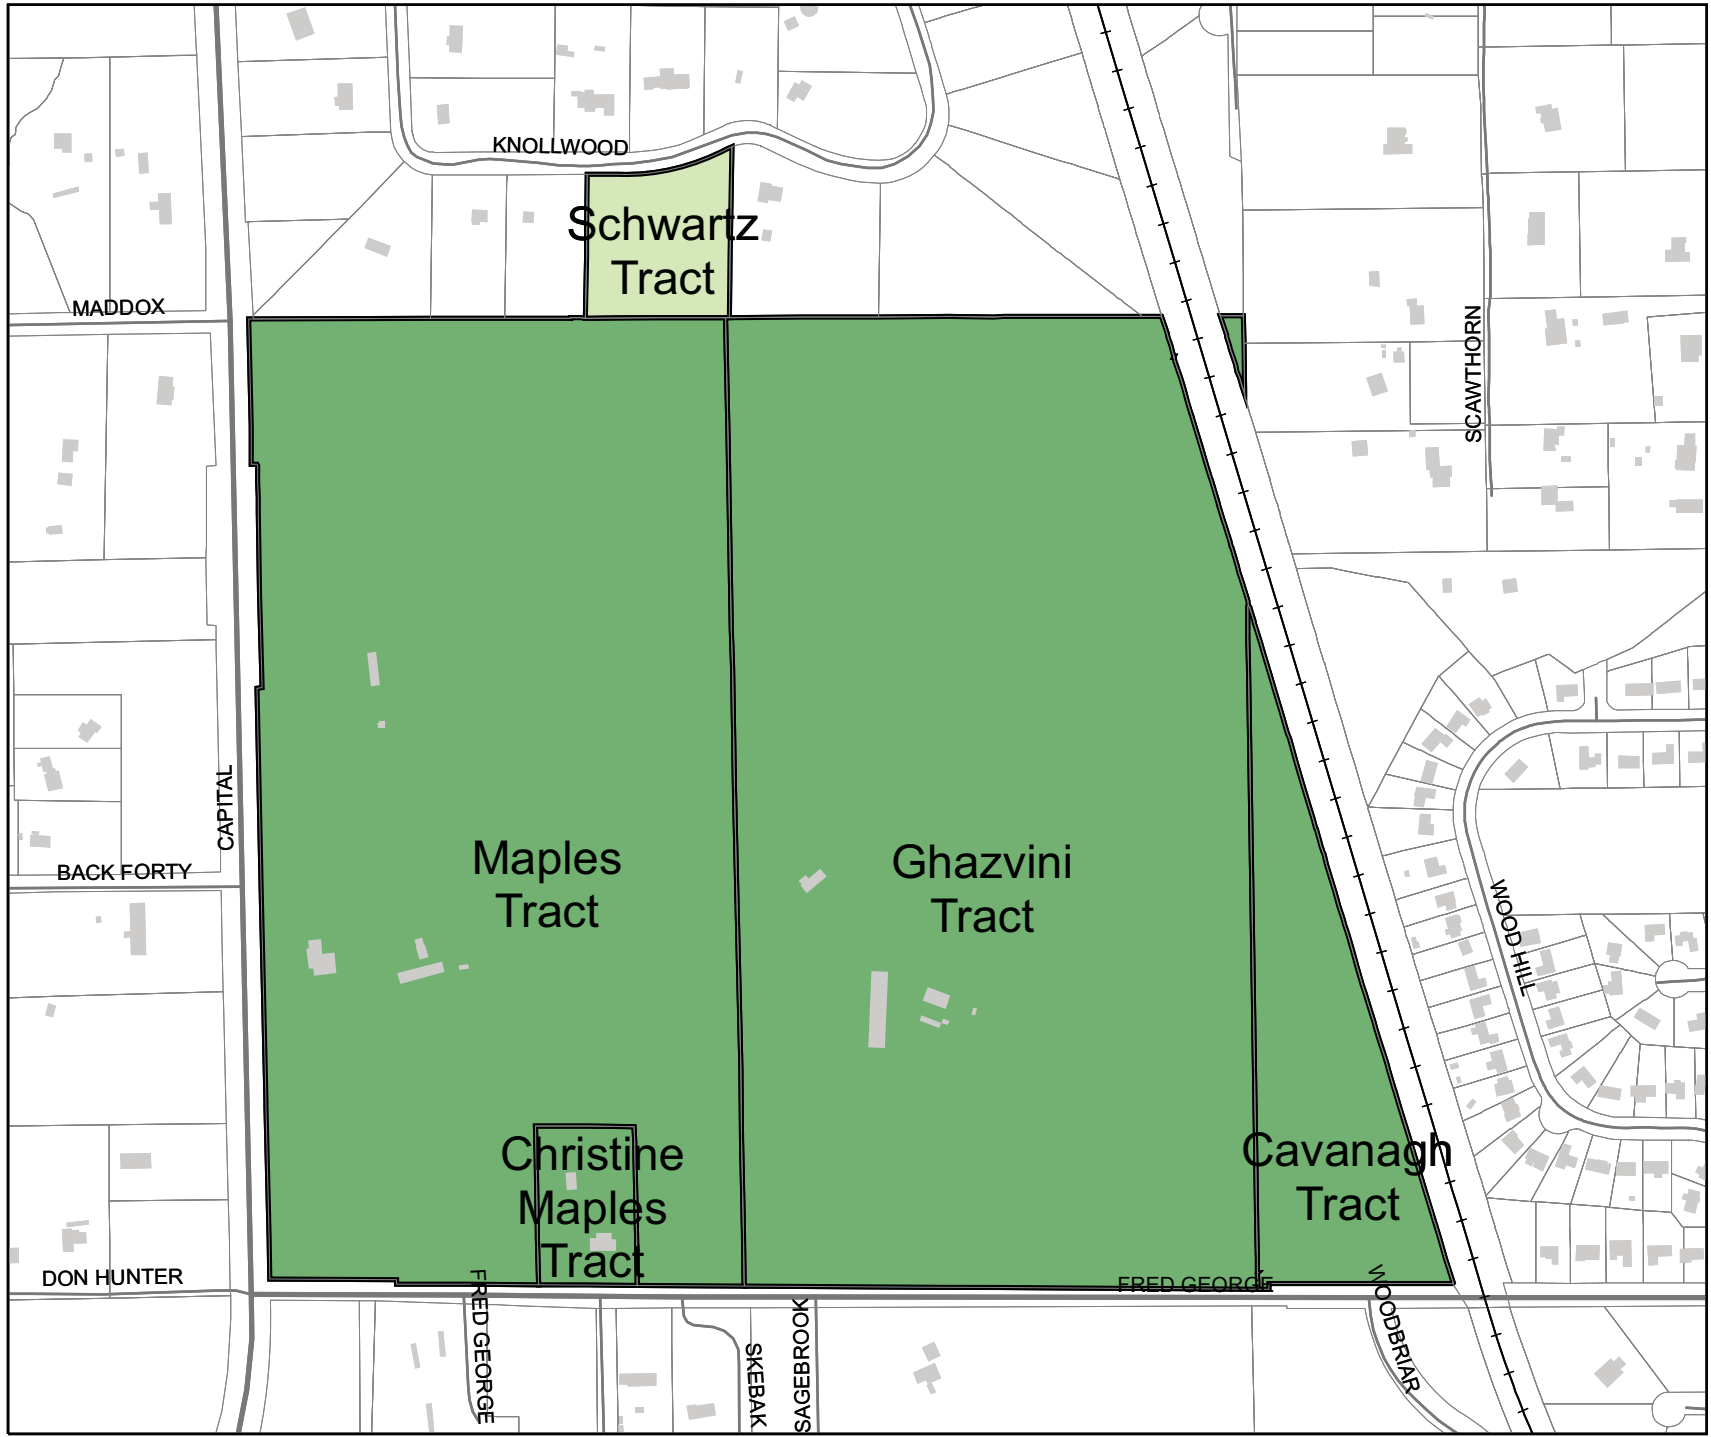 KNOLLWOOD
Schwartz
Tract
MADDOX
SCAWTHORN
CAPITAL
BACK FORTY
Maples
Tract
Ghazvini
Tract
WOOD HILL
Christine
Maples
Tract
Cavanagh
Tract
DON HUNTER
FRED GEORGE
FRED GEORGE
SKEBAK
SAGEBROOK
WOODBRIAR